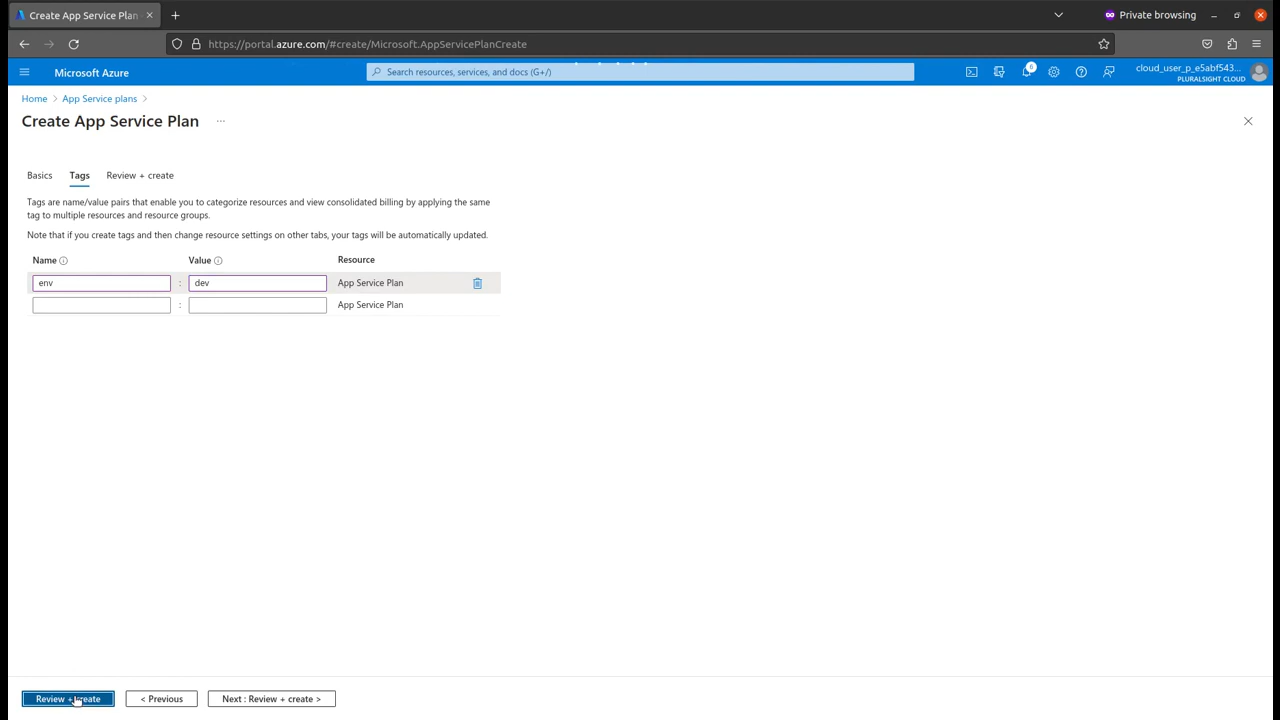 Create App Service Plan
Private browsing
https://portal.azure.com/#create/Microsoft.AppServicePlanCreate
Microsoft Azure
Search resources, services, and docs (G+/)
6
cloud_user_p_e5abf543...
PLURALSIGHT CLOUD
Home > App Service plans >
Create App Service Plan ...
Basics Tags Review + create
Tags are name/value pairs that enable you to categorize resources and view consolidated billing by applying the same
tag to multiple resources and resource groups.
Note that if you create tags and then change resource settings on other tabs, your tags will be automatically updated.
Name Value Resource
env : dev App Service Plan
: App Service Plan
Review + create < Previous Next : Review + create >